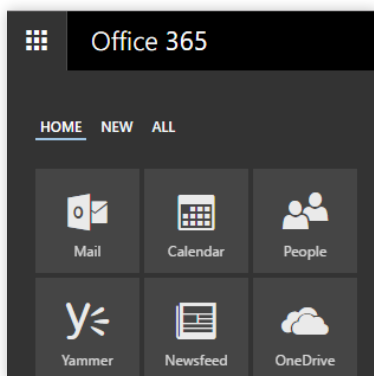 Office 365
HOME NEW ALL
Mail Calendar People
Yammer Newsfeed OneDrive